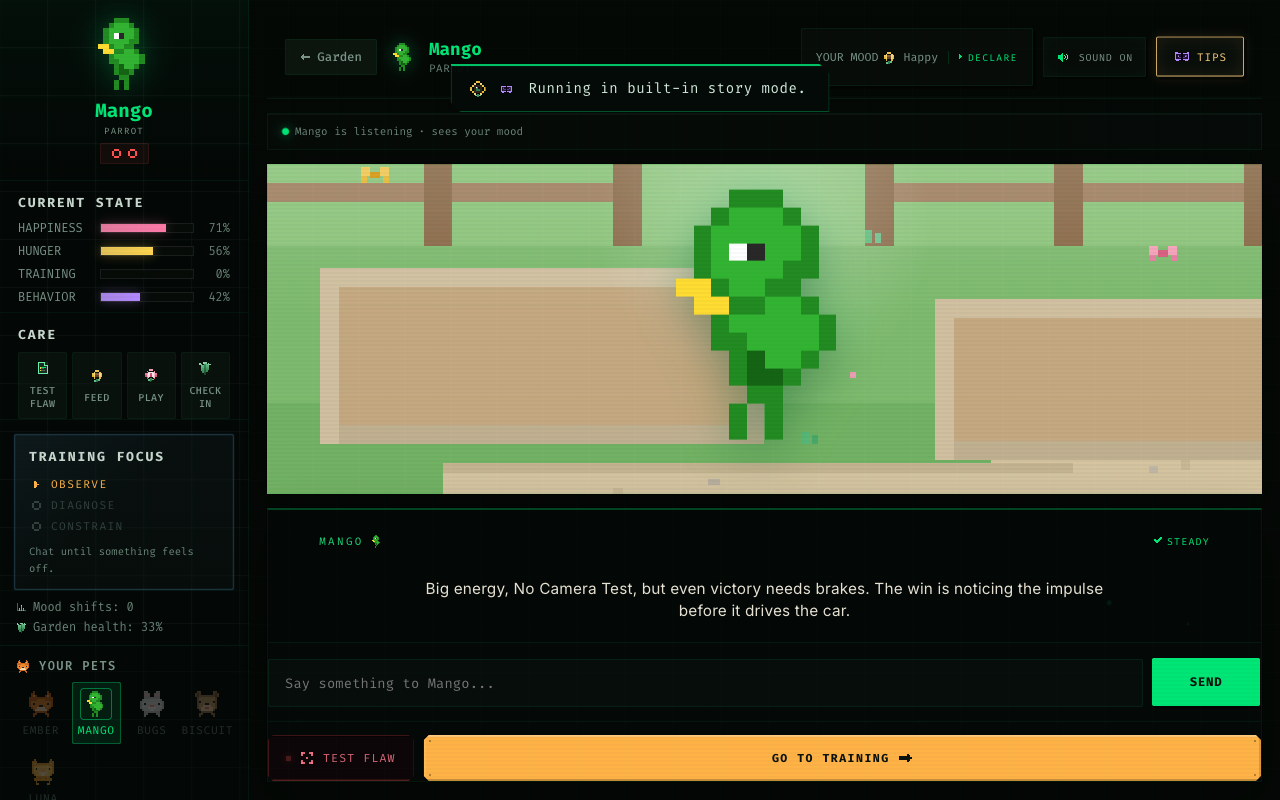 Mango
PARROT
CURRENT STATE
HAPPINESS 71%
HUNGER 56%
TRAINING 0%
BEHAVIOR 42%
CARE
TEST FLAW
FEED
PLAY
CHECK IN
TRAINING FOCUS
OBSERVE
DIAGNOSE
CONSTRAIN
Chat until something feels
off.
Mood shifts: 0
Garden health: 33%
YOUR PETS
EMBER
MANGO
BUGS
BISCUIT
LUNA
← Garden
Mango
PAR
YOUR MOOD Happy DECLARE
SOUND ON
TIPS
Running in built-in story mode.
Mango is listening · sees your mood
MANGO
STEADY
Big energy, No Camera Test, but even victory needs brakes. The win is noticing the impulse
before it drives the car.
Say something to Mango...
SEND
TEST FLAW
GO TO TRAINING